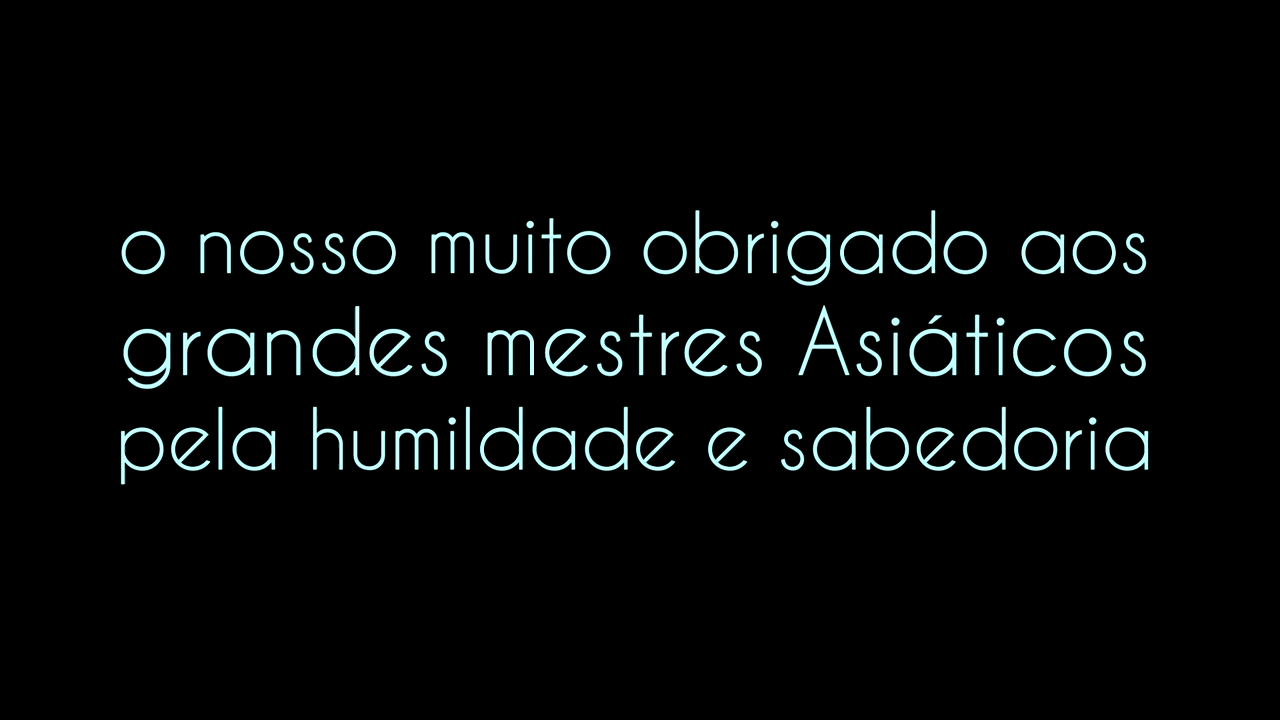 o nosso muito obrigado aos
grandes mestres Asiáticos
pela humildade e sabedoria